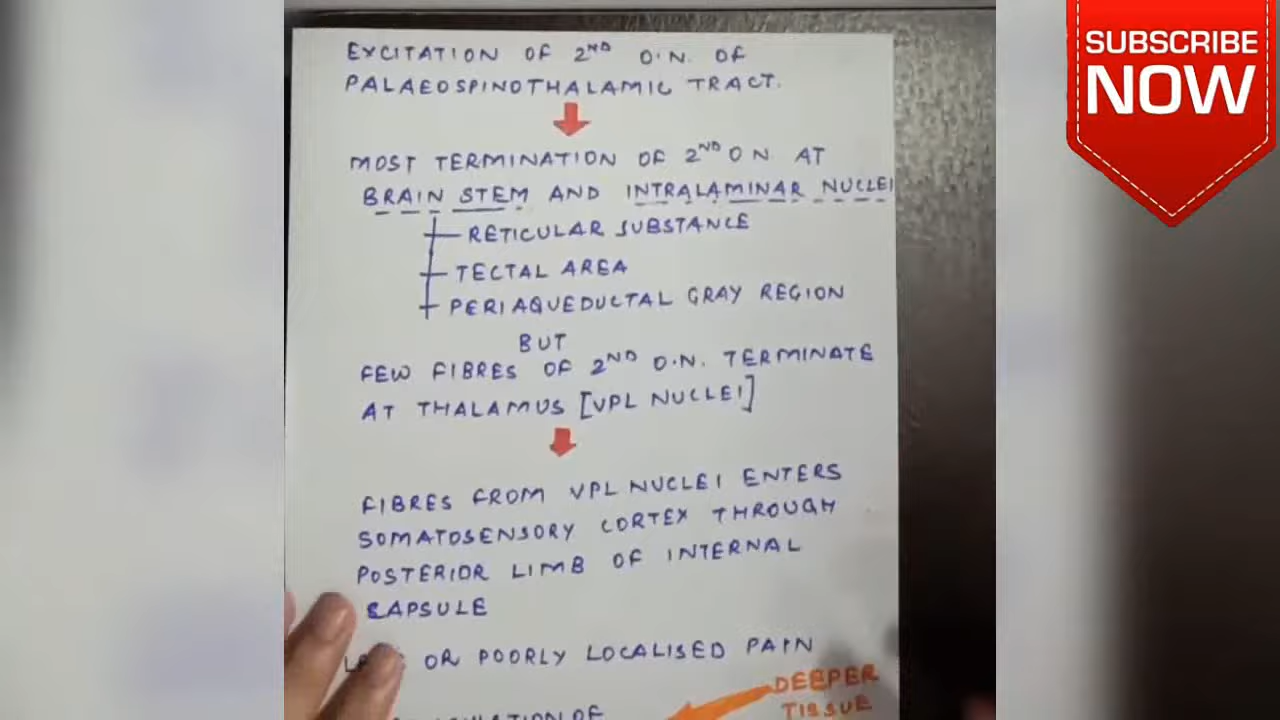 SUBSCRIBE
NOW
EXCITATION OF 2ND O.N. OF
PALAEOSPINOTHALAMIC TRACT.
MOST TERMINATION OF 2ND O N AT
BRAIN STEM AND INTRALAMINAR NUCLEI
RETICULAR SUBSTANCE
TECTAL AREA
PERIAQUEDUCTAL GRAY REGION
BUT
FEW FIBRES OF 2ND O.N. TERMINATE
AT THALAMUS [VPL NUCLEI]
FIBRES FROM VPL NUCLEI ENTERS
SOMATOSENSORY CORTEX THROUGH
POSTERIOR LIMB OF INTERNAL
CAPSULE
OR POORLY LOCALISED PAIN
DEEPER
TISSUE
OF